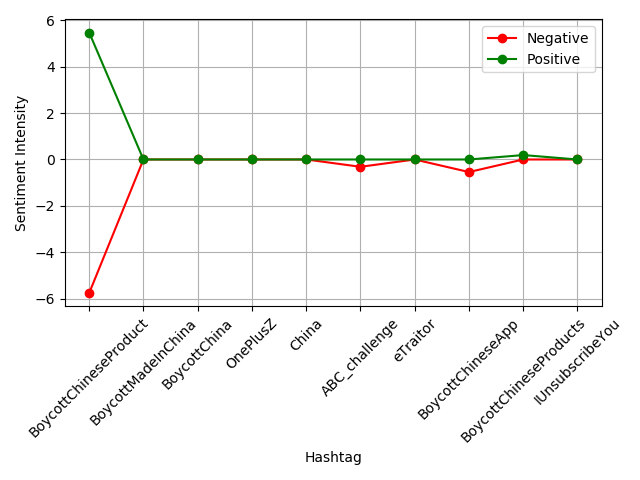 6
4
2
0
−2
−4
−6
Sentiment Intensity
Negative
Positive
BoycottChineseProduct
BoycottMadeInChina
BoycottChina
OnePlusZ
China
ABC_challenge
eTraitor
BoycottChineseApp
BoycottChineseProducts
IUnsubscribeYou
Hashtag